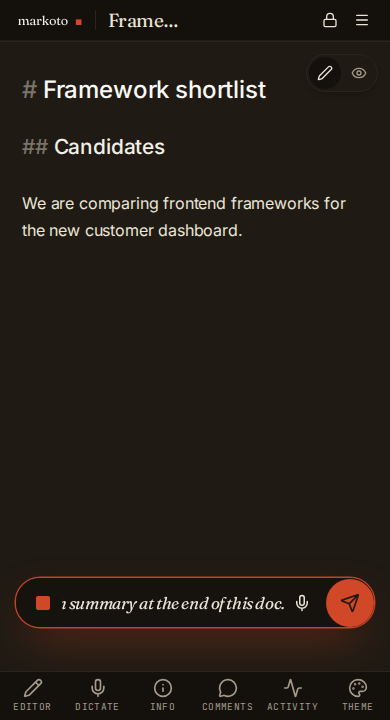 markoto
Frame...
# Framework shortlist
## Candidates
We are comparing frontend frameworks for
the new customer dashboard.
summary at the end of this doc.
EDITOR DICTATE INFO COMMENTS ACTIVITY THEME